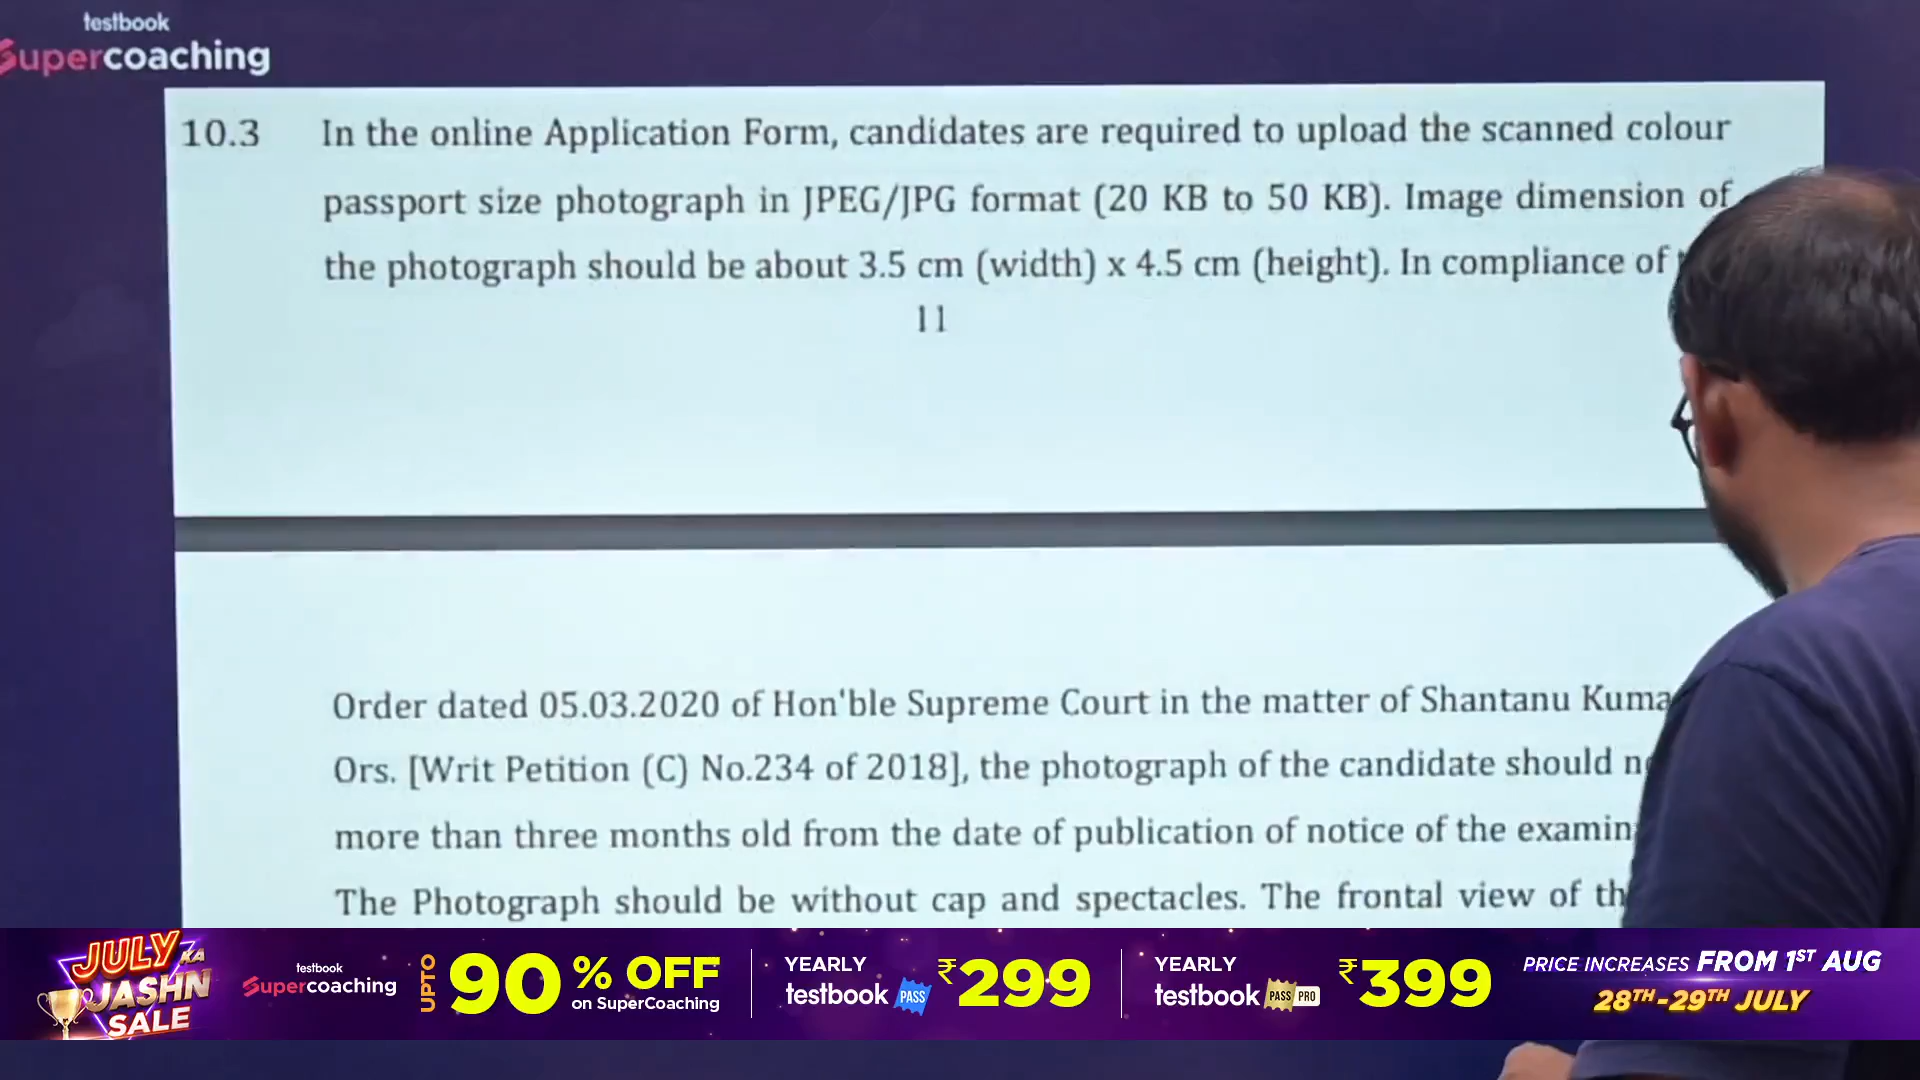 testbook
Supercoaching
10.3 In the online Application Form, candidates are required to upload the scanned colour
passport size photograph in JPEG/JPG format (20 KB to 50 KB). Image dimension of
the photograph should be about 3.5 cm (width) x 4.5 cm (height). In compliance of
11
Order dated 05.03.2020 of Hon'ble Supreme Court in the matter of Shantanu Kuma
Ors. [Writ Petition (C) No.234 of 2018], the photograph of the candidate should
more than three months old from the date of publication of notice of the examin
The Photograph should be without cap and spectacles. The frontal view of th
JULY KA JASHN SALE
testbook
Supercoaching
UPTO 90% OFF
on SuperCoaching
YEARLY
testbook PASS
₹299
YEARLY
testbook PASS PRO
₹399
PRICE INCREASES FROM 1ST AUG
28TH-29TH JULY